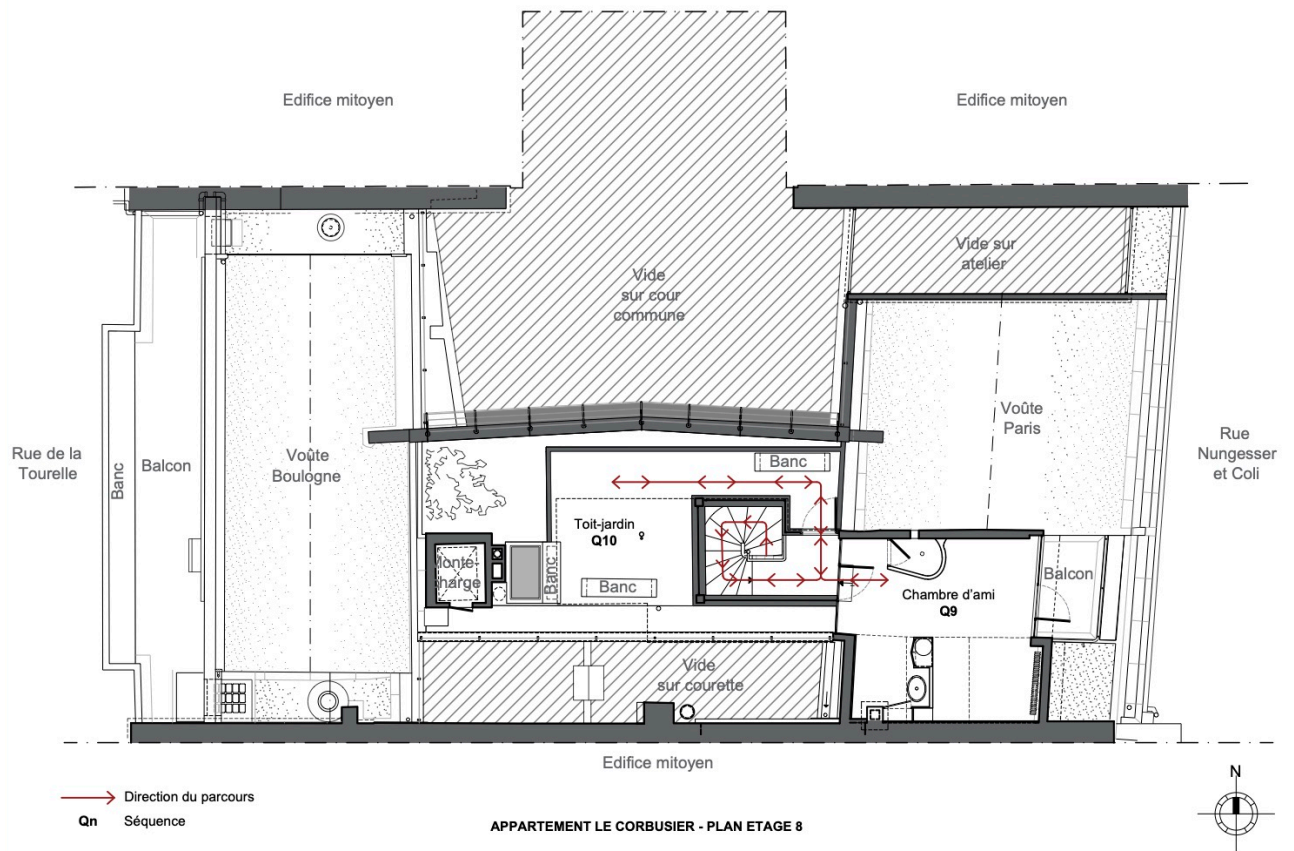 Edifice mitoyen
Edifice mitoyen
Vide sur
atelier
Vide
sur cour
commune
Voûte
Paris
Rue de la
Tourelle
Banc
Balcon
Voûte
Boulogne
Rue
Nungesser
et Coli
Banc
Toit-jardin
Q10
Monte-
charge
Banc
Banc
Balcon
Chambre d'ami
Q9
Vide
sur courette
Edifice mitoyen
N
Direction du parcours
Qn Séquence
APPARTEMENT LE CORBUSIER - PLAN ETAGE 8